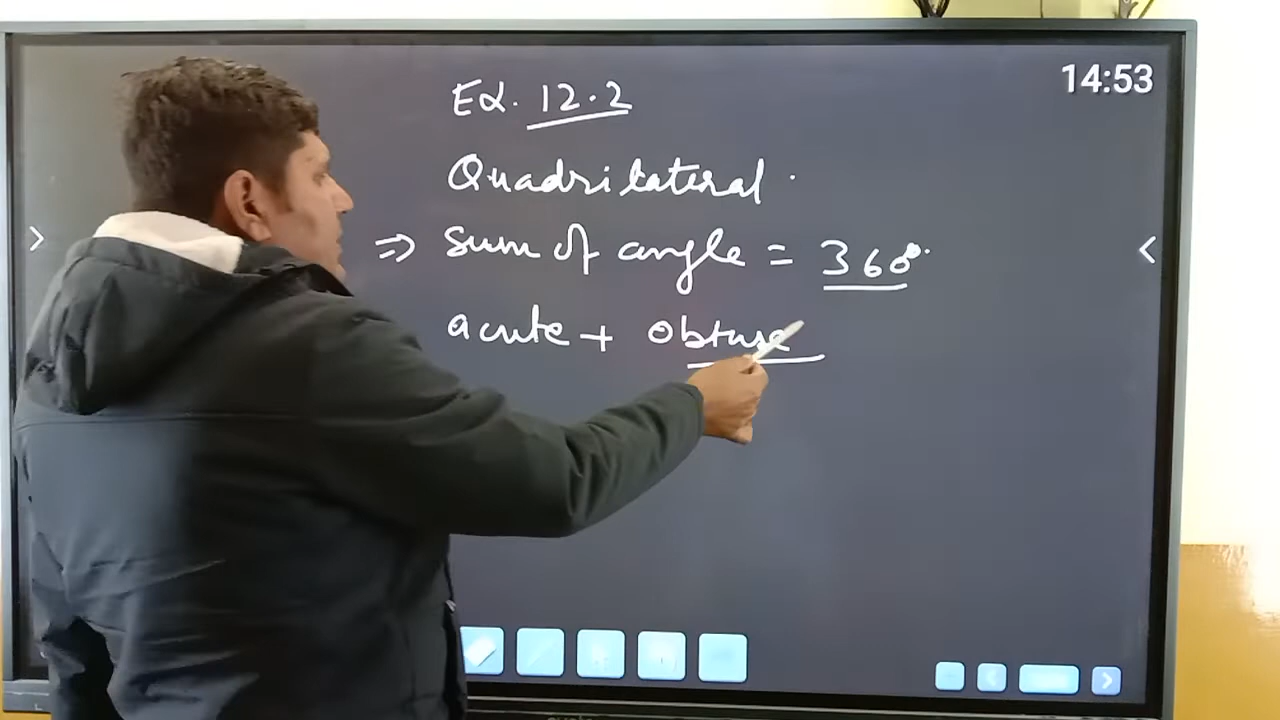 14:53
Ex. 12.2
Quadrilateral.
⇒ Sum of angle = 360°.
acute + obtuse